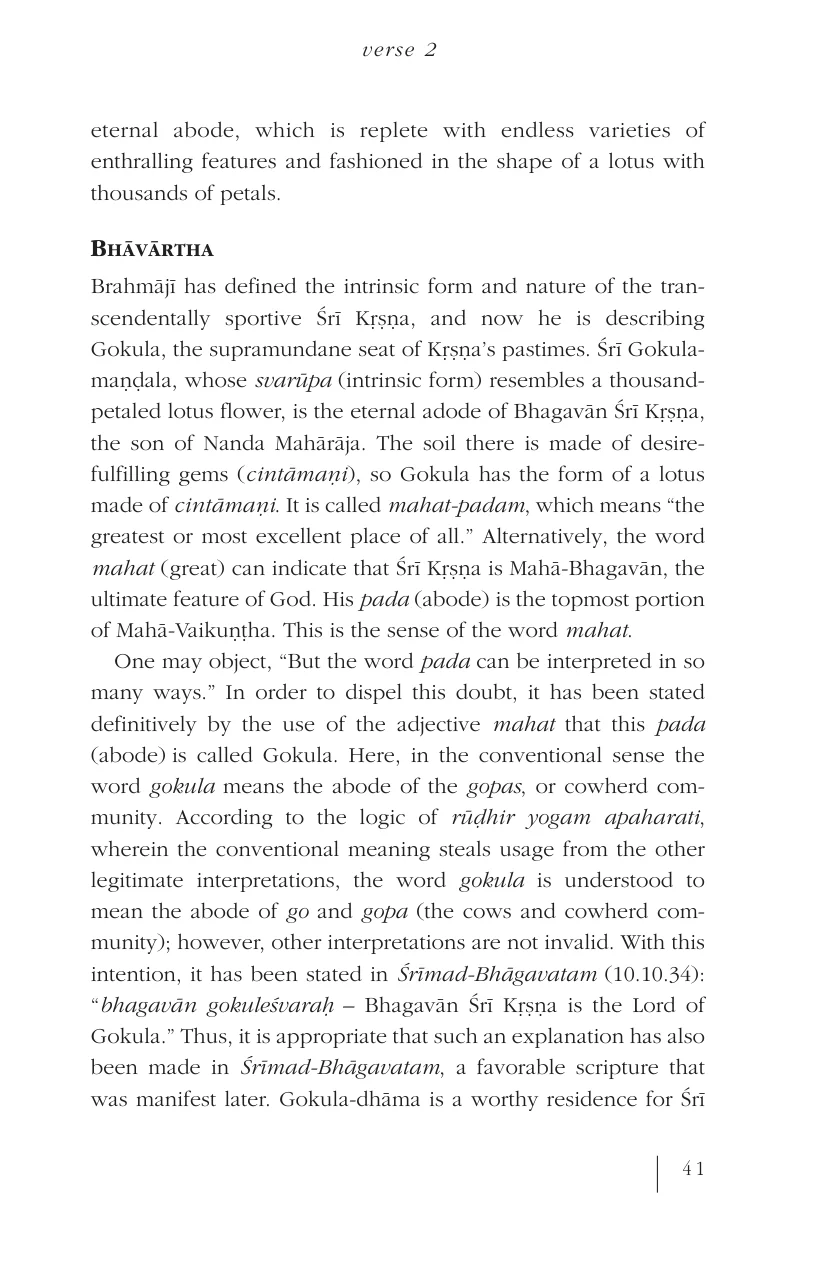 verse 2
eternal abode, which is replete with endless varieties of
enthralling features and fashioned in the shape of a lotus with
thousands of petals.
BHĀVĀRTHA
Brahmājī has defined the intrinsic form and nature of the tran-
scendentally sportive Śrī Kṛṣṇa, and now he is describing
Gokula, the supramundane seat of Kṛṣṇa’s pastimes. Śrī Gokula-
maṇḍala, whose svarūpa (intrinsic form) resembles a thousand-
petaled lotus flower, is the eternal adode of Bhagavān Śrī Kṛṣṇa,
the son of Nanda Mahārāja. The soil there is made of desire-
fulfilling gems (cintāmaṇi), so Gokula has the form of a lotus
made of cintāmaṇi. It is called mahat-padam, which means “the
greatest or most excellent place of all.” Alternatively, the word
mahat (great) can indicate that Śrī Kṛṣṇa is Mahā-Bhagavān, the
ultimate feature of God. His pada (abode) is the topmost portion
of Mahā-Vaikuṇṭha. This is the sense of the word mahat.
One may object, “But the word pada can be interpreted in so
many ways.” In order to dispel this doubt, it has been stated
definitively by the use of the adjective mahat that this pada
(abode) is called Gokula. Here, in the conventional sense the
word gokula means the abode of the gopas, or cowherd com-
munity. According to the logic of rūḍhir yogam apaharati,
wherein the conventional meaning steals usage from the other
legitimate interpretations, the word gokula is understood to
mean the abode of go and gopa (the cows and cowherd com-
munity); however, other interpretations are not invalid. With this
intention, it has been stated in Śrīmad-Bhāgavatam (10.10.34):
“bhagavān gokuleśvaraḥ – Bhagavān Śrī Kṛṣṇa is the Lord of
Gokula.” Thus, it is appropriate that such an explanation has also
been made in Śrīmad-Bhāgavatam, a favorable scripture that
was manifest later. Gokula-dhāma is a worthy residence for Śrī
41